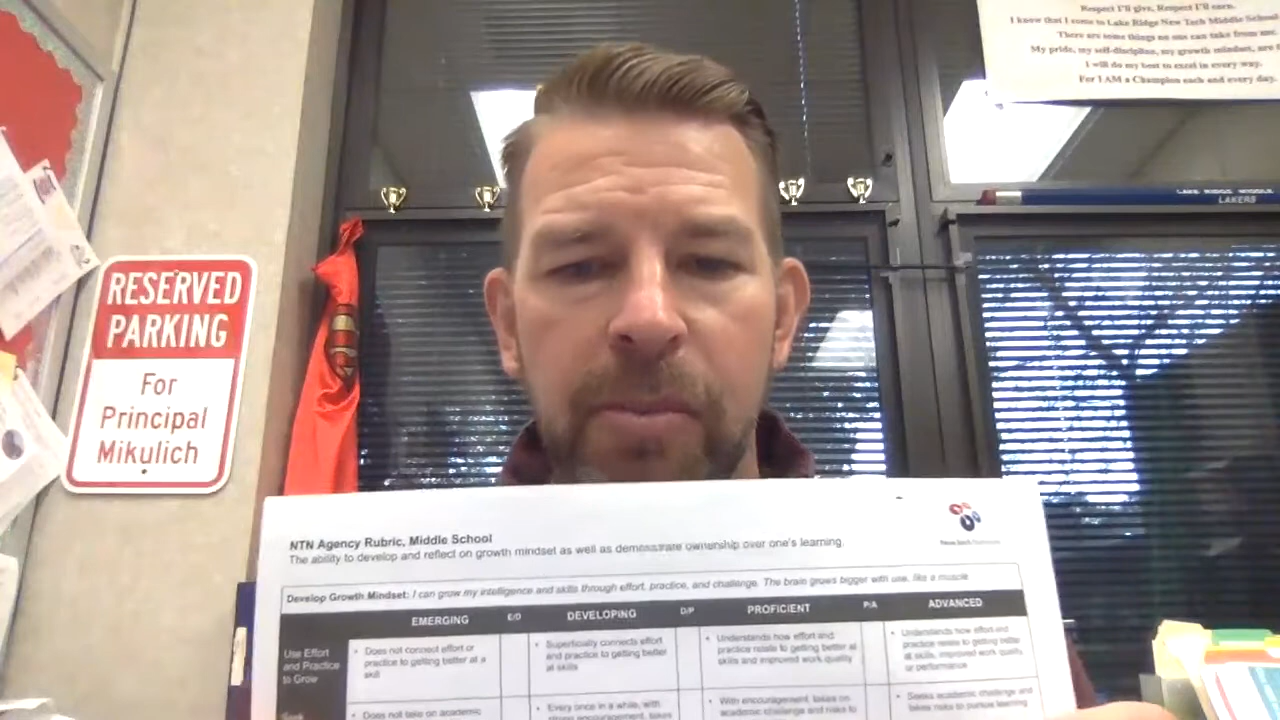 Respect I'll give, Respect I'll earn.
I know that I come to Lake Ridge New Tech Middle School
There are some things no one can take from me:
My pride, my self-discipline, my growth mindset, are
I will do my best to excel in every way.
For I AM a Champion each and every day.
LAKE RIDGE MIDDLE
LAKERS
RESERVED
PARKING
For
Principal
Mikulich
NTN Agency Rubric, Middle School
The ability to develop and reflect on growth mindset as well as demonstrate ownership over one's learning.
Develop Growth Mindset: I can grow my intelligence and skills through effort, practice, and challenge. The brain grows bigger with use, like a muscle
EMERGING E/D DEVELOPING D/P PROFICIENT P/A ADVANCED
Use Effort
and Practice
to Grow
• Does not connect effort or
practice to getting better at a
skill
• Superficially connects effort
and practice to getting better
at skills
• Understands how effort and
practice relate to getting better at
skills and improved work quality
• Understands how effort and
practice relate to getting better
at skills, improved work quality
or performance
Seek
• Does not take on academic
• Every once in a while, with
strong encouragement, takes
• With encouragement, takes on
academic challenge and risks to
• Seeks academic challenge and
takes risks to pursue learning